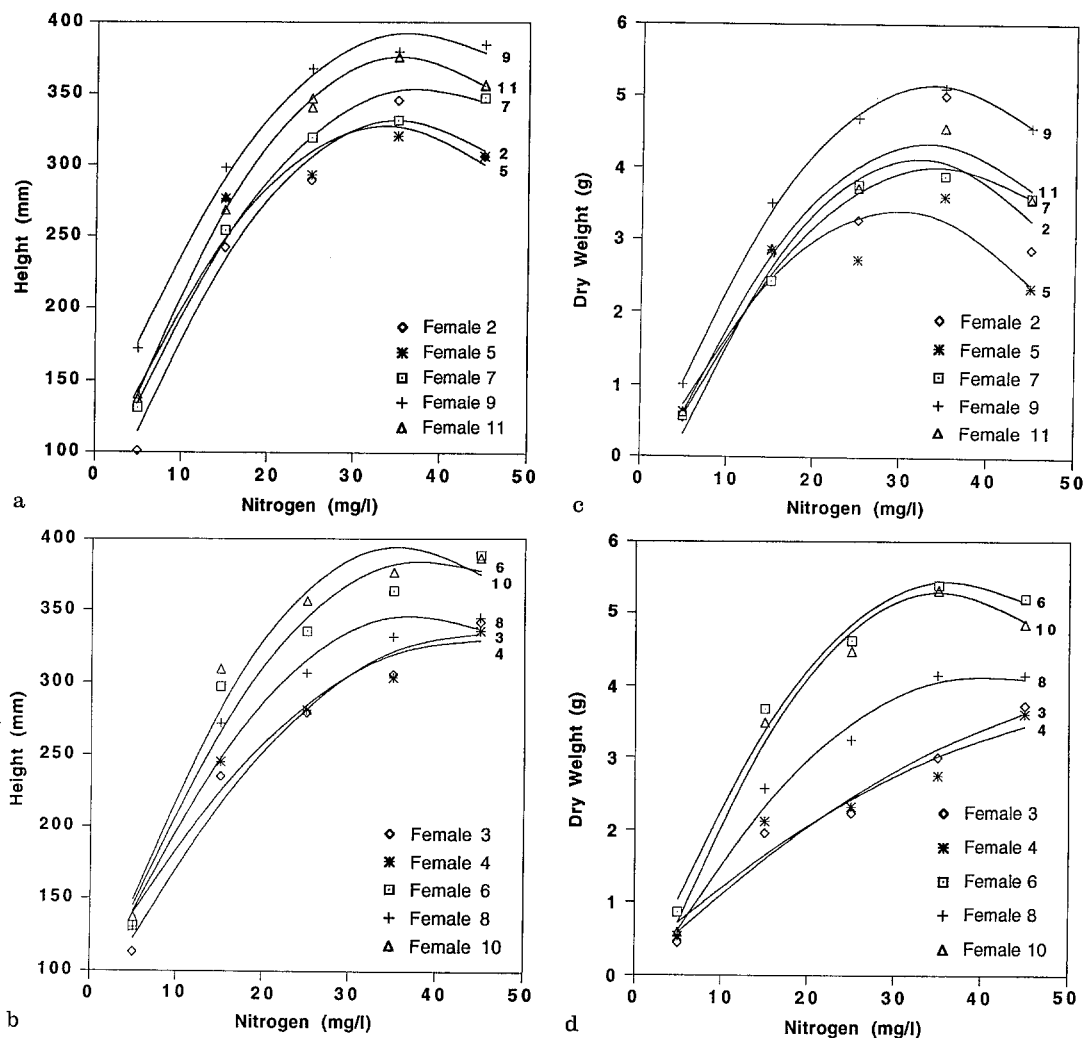 400
350
300
250
200
150
100
Height (mm)
9
11
7
2
5
Female 2
Female 5
Female 7
Female 9
Female 11
0 10 20 30 40 50
Nitrogen (mg/l)
a
6
5
4
3
2
1
0
Dry Weight (g)
9
11
7
2
5
Female 2
Female 5
Female 7
Female 9
Female 11
0 10 20 30 40 50
Nitrogen (mg/l)
c
400
350
300
250
200
150
100
Height (mm)
6
10
8
3
4
Female 3
Female 4
Female 6
Female 8
Female 10
0 10 20 30 40 50
Nitrogen (mg/l)
b
6
5
4
3
2
1
0
Dry Weight (g)
6
10
8
3
4
Female 3
Female 4
Female 6
Female 8
Female 10
0 10 20 30 40 50
Nitrogen (mg/l)
d